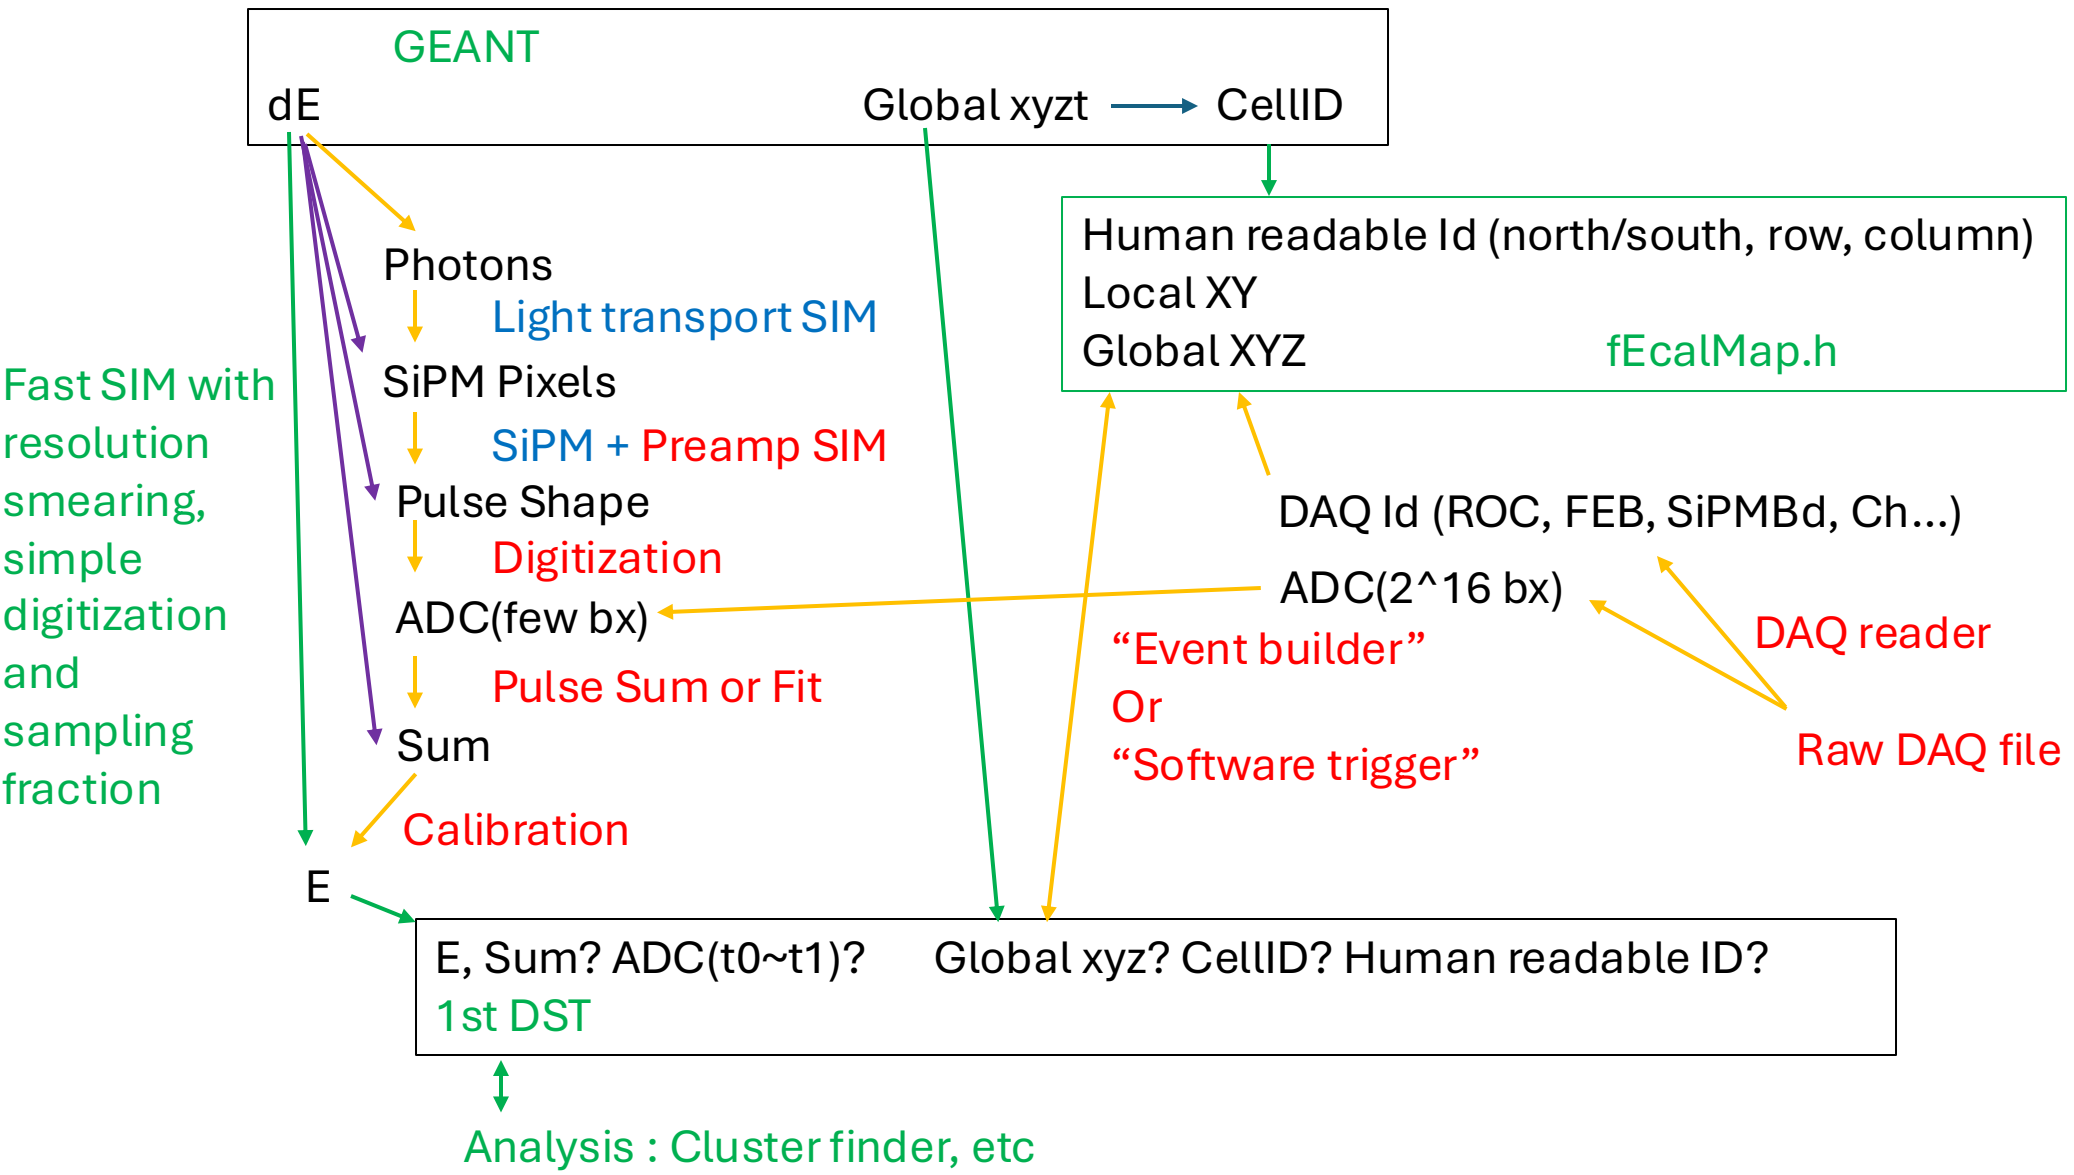 GEANT
dE
Global xyzt
CellID
Human readable Id (north/south, row, column)
Local XY
Global XYZ
fEcalMap.h
Photons
Light transport SIM
SiPM Pixels
SiPM + Preamp SIM
Pulse Shape
Digitization
ADC(few bx)
Pulse Sum or Fit
Sum
Calibration
E
Fast SIM with
resolution
smearing,
simple
digitization
and
sampling
fraction
DAQ Id (ROC, FEB, SiPMBd, Ch...)
ADC(2^16 bx)
“Event builder”
Or
“Software trigger”
DAQ reader
Raw DAQ file
E, Sum? ADC(t0~t1)?
Global xyz? CellID? Human readable ID?
1st DST
Analysis : Cluster finder, etc